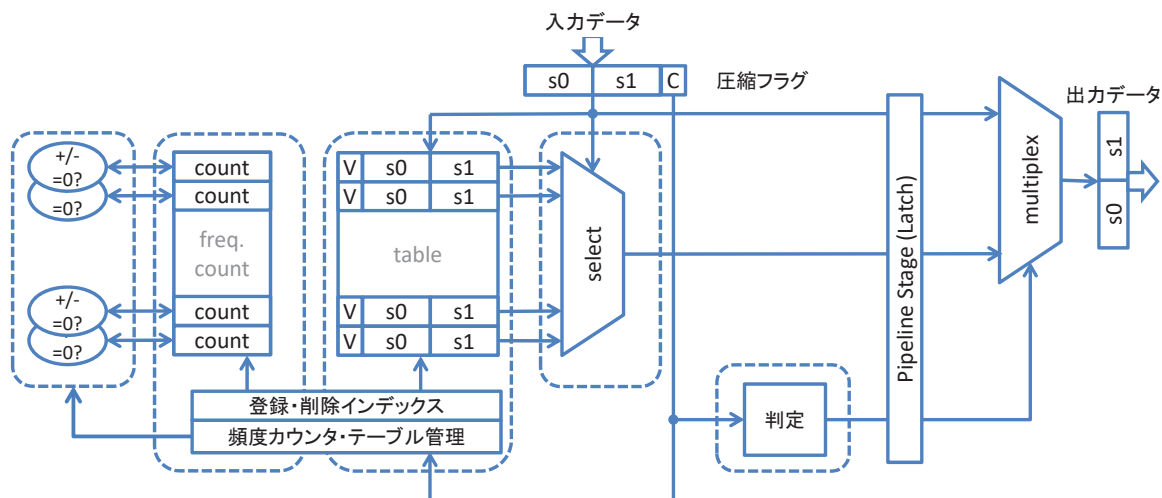 入力データ
s0 s1 C
圧縮フラグ
出力データ
s1
s0
+/-
=0?
=0?
count
count
freq.
count
count
count
+/-
=0?
=0?
V s0 s1
V s0 s1
table
V s0 s1
V s0 s1
select
Pipeline Stage (Latch)
multiplex
登録・削除インデックス
頻度カウンタ・テーブル管理
判定